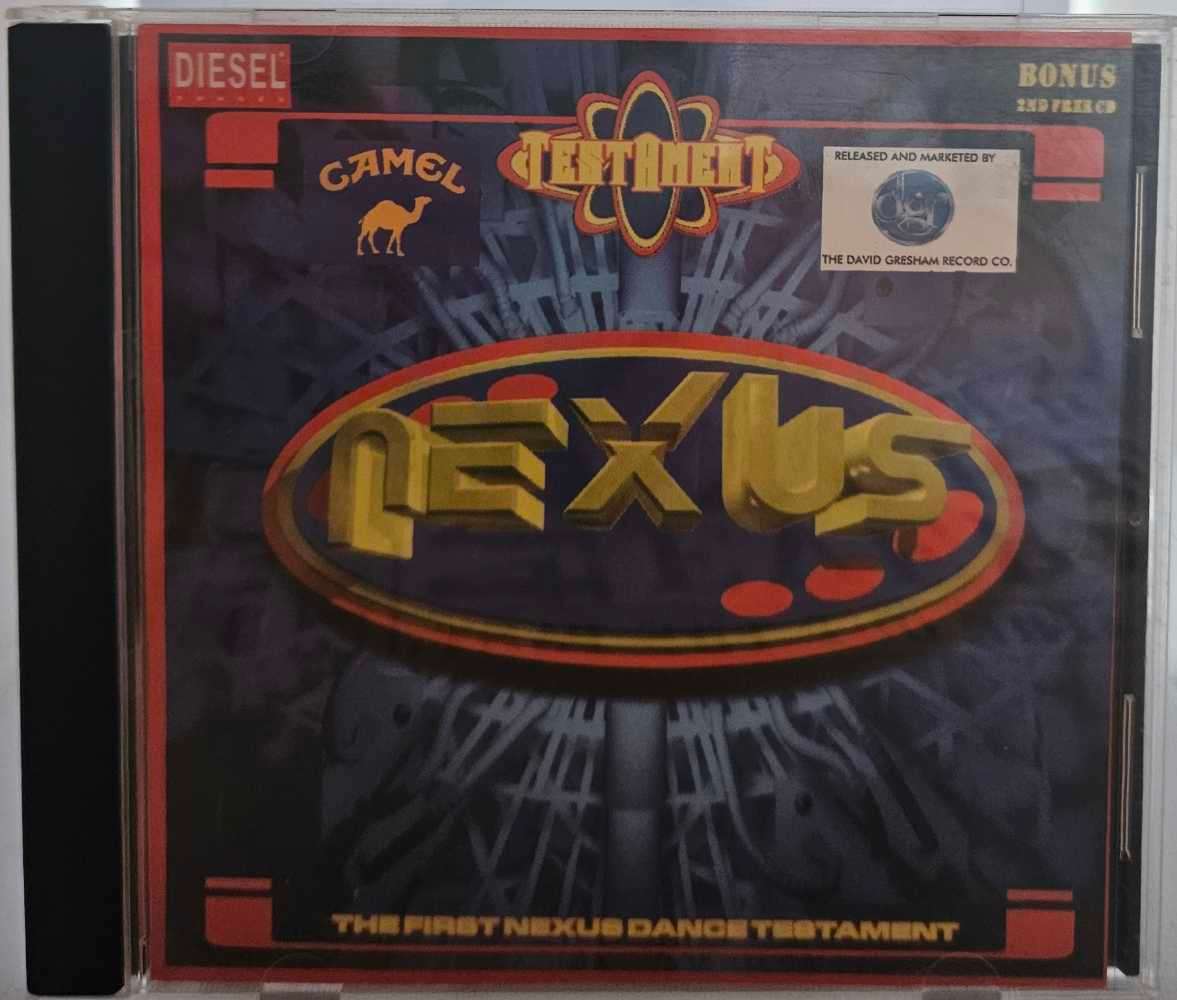 DIESEL
BONUS
2ND FREE CD
TESTAMENT
CAMEL
RELEASED AND MARKETED BY
dgr
THE DAVID GRESHAM RECORD CO.
NEXUS
THE FIRST NEXUS DANCE TESTAMENT